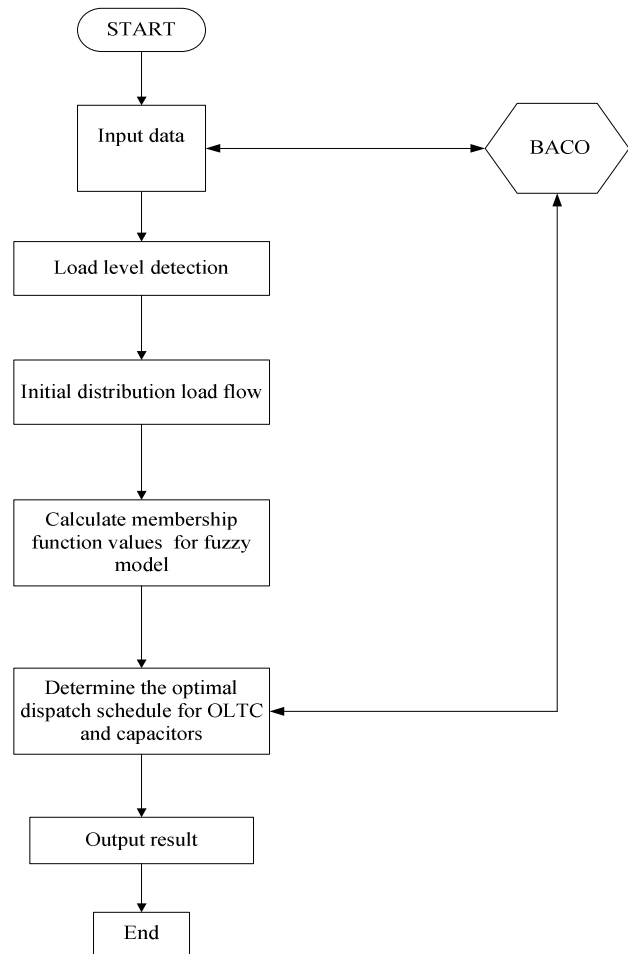 START
Input data
BACO
Load level detection
Initial distribution load flow
Calculate membership
function values for fuzzy
model
Determine the optimal
dispatch schedule for OLTC
and capacitors
Output result
End